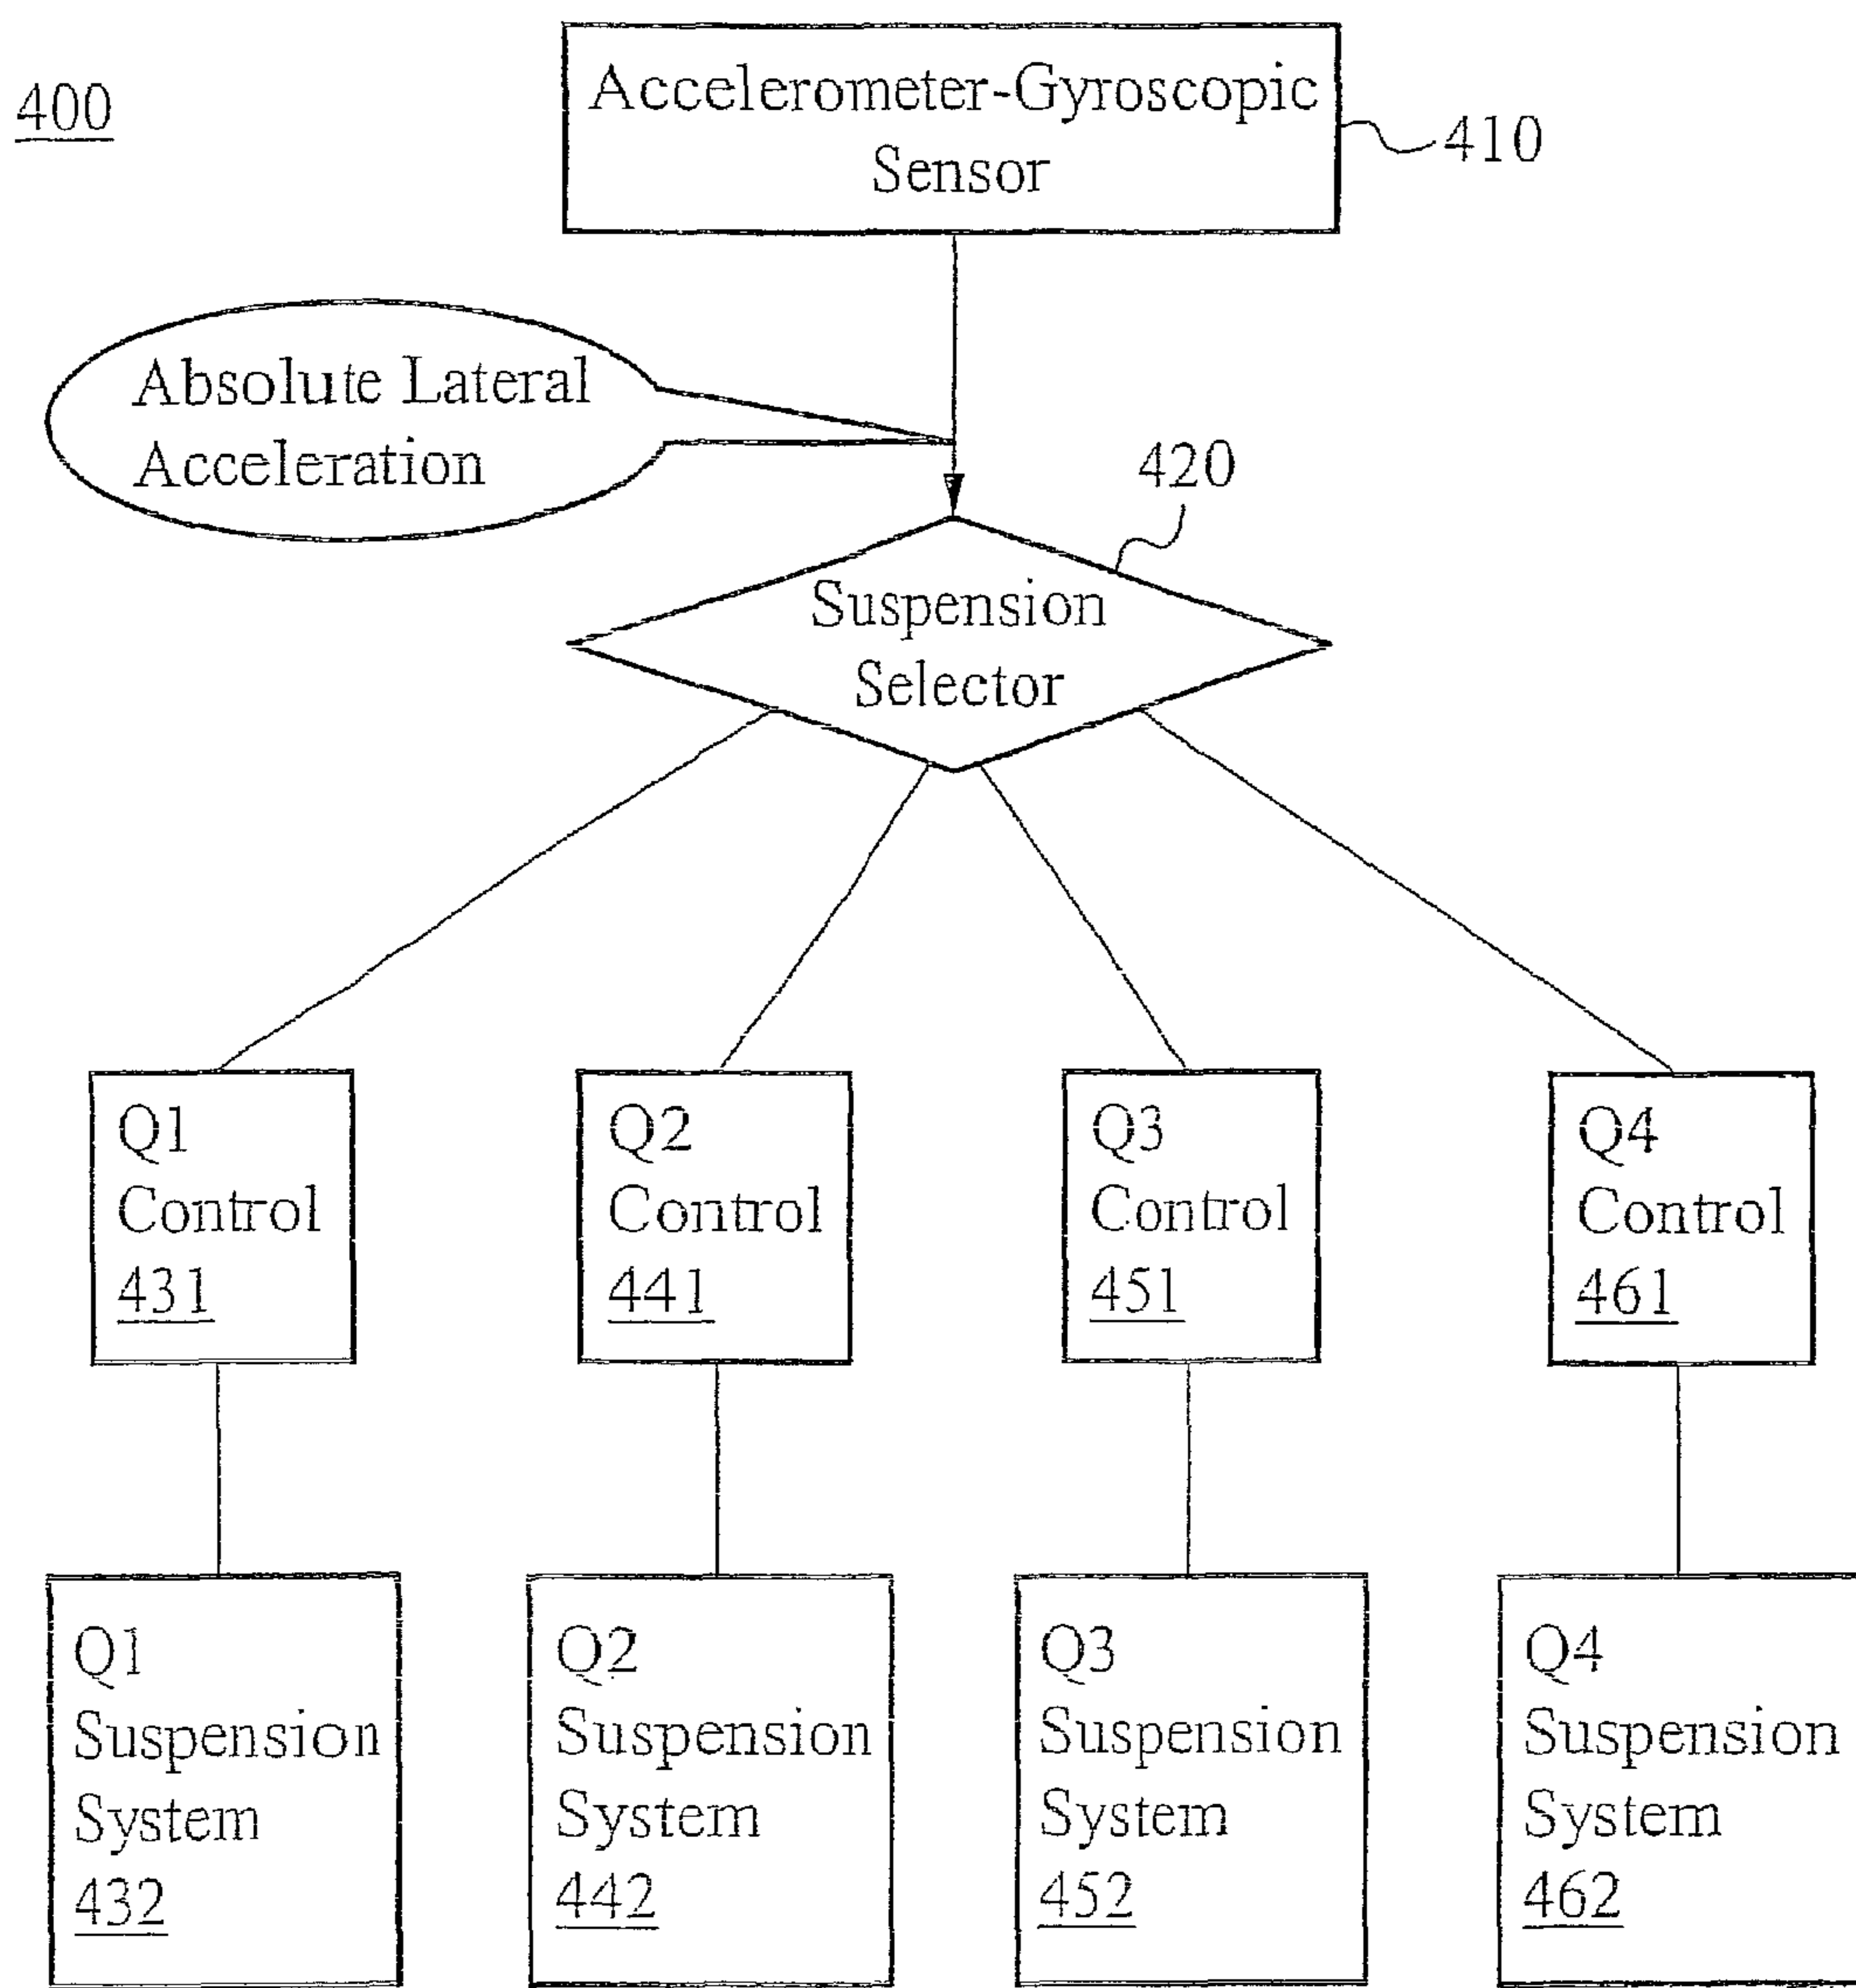 400
Accelerometer-Gyroscopic
Sensor
410
Absolute Lateral
Acceleration
420
Suspension
Selector
Q1
Control
431
Q2
Control
441
Q3
Control
451
Q4
Control
461
Q1
Suspension
System
432
Q2
Suspension
System
442
Q3
Suspension
System
452
Q4
Suspension
System
462